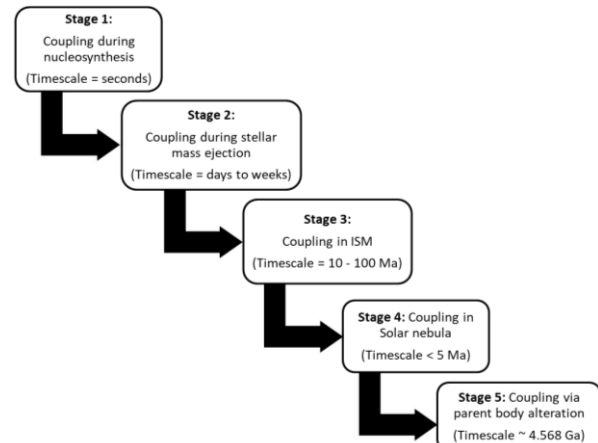 Stage 1:
Coupling during
nucleosynthesis
(Timescale = seconds)
Stage 2:
Coupling during stellar
mass ejection
(Timescale = days to weeks)
Stage 3:
Coupling in ISM
(Timescale = 10 - 100 Ma)
Stage 4: Coupling in
Solar nebula
(Timescale < 5 Ma)
Stage 5: Coupling via
parent body alteration
(Timescale ~ 4.568 Ga)